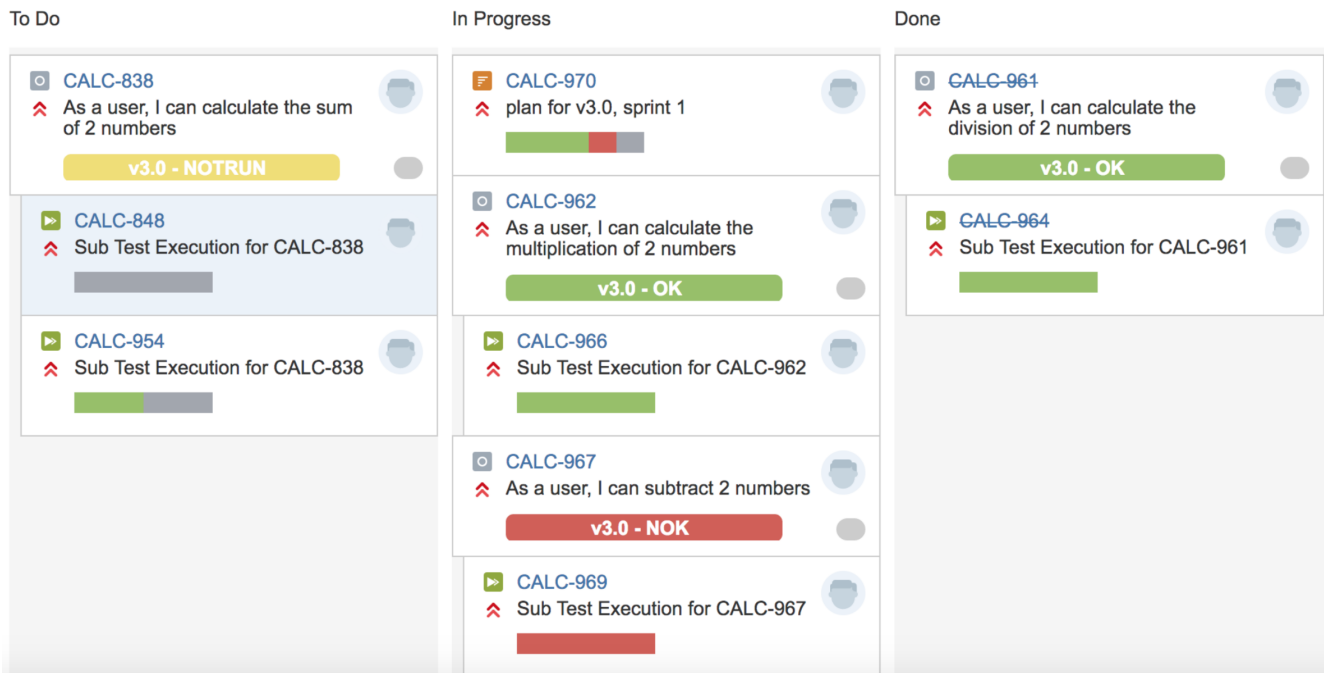 To Do
CALC-838
As a user, I can calculate the sum
of 2 numbers
v3.0 - NOTRUN
CALC-848
Sub Test Execution for CALC-838
CALC-954
Sub Test Execution for CALC-838
In Progress
CALC-970
plan for v3.0, sprint 1
CALC-962
As a user, I can calculate the
multiplication of 2 numbers
v3.0 - OK
CALC-966
Sub Test Execution for CALC-962
CALC-967
As a user, I can subtract 2 numbers
v3.0 - NOK
CALC-969
Sub Test Execution for CALC-967
Done
CALC-961
As a user, I can calculate the
division of 2 numbers
v3.0 - OK
CALC-964
Sub Test Execution for CALC-961